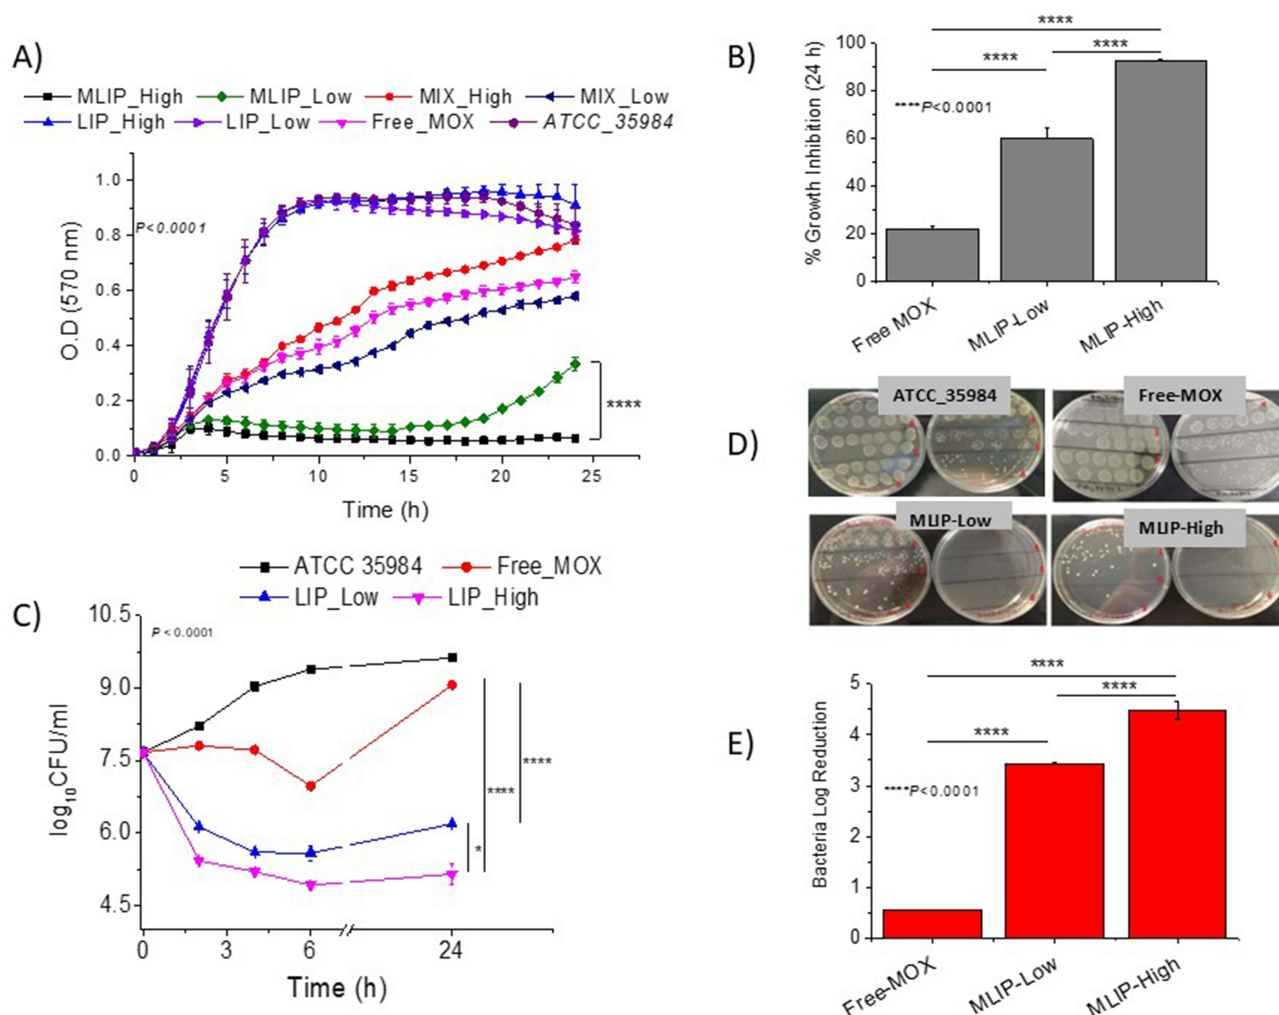 A)
MLIP_High MLIP_Low MIX_High MIX_Low
LIP_High LIP_Low Free_MOX ATCC_35984
1.0
0.8
0.6
0.4
0.2
0.0
P<0.0001
O.D (570 nm)
****
0 5 10 15 20 25
Time (h)
B)
****
****
****
100
80
60
40
20
0
****P<0.0001
% Growth Inhibition (24 h)
Free MOX
MLIP-Low
MLIP-High
C)
ATCC 35984 Free_MOX
LIP_Low LIP_High
10.5
9.0
7.5
6.0
4.5
P < 0.0001
log10CFU/ml
****
****
*
0 3 6 24
Time (h)
D)
ATCC_35984
Free-MOX
MLIP-Low
MLIP-High
E)
****
****
****
5
4
3
2
1
0
****P<0.0001
Bacteria Log Reduction
Free-MOX
MLIP-Low
MLIP-High